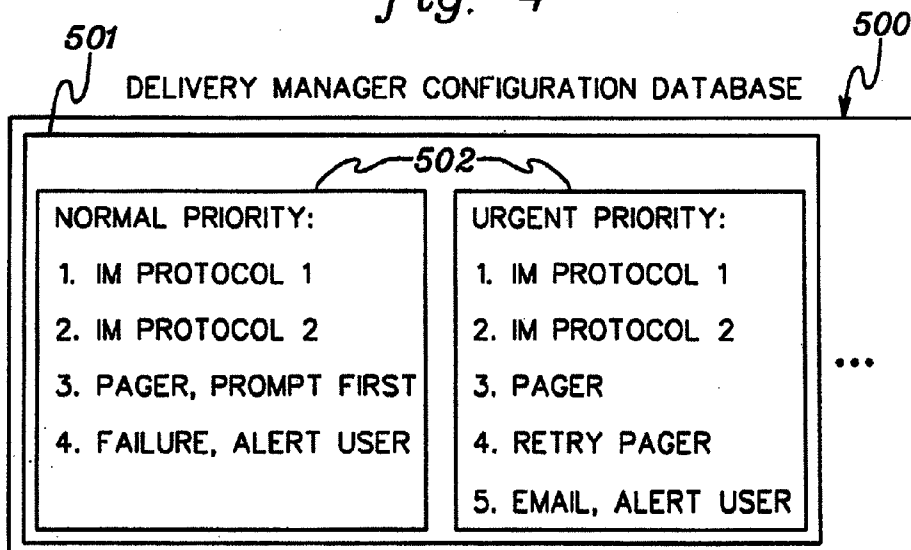 fig. 4
501
500
DELIVERY MANAGER CONFIGURATION DATABASE
502
NORMAL PRIORITY:
1. IM PROTOCOL 1
2. IM PROTOCOL 2
3. PAGER, PROMPT FIRST
4. FAILURE, ALERT USER
URGENT PRIORITY:
1. IM PROTOCOL 1
2. IM PROTOCOL 2
3. PAGER
4. RETRY PAGER
5. EMAIL, ALERT USER
...